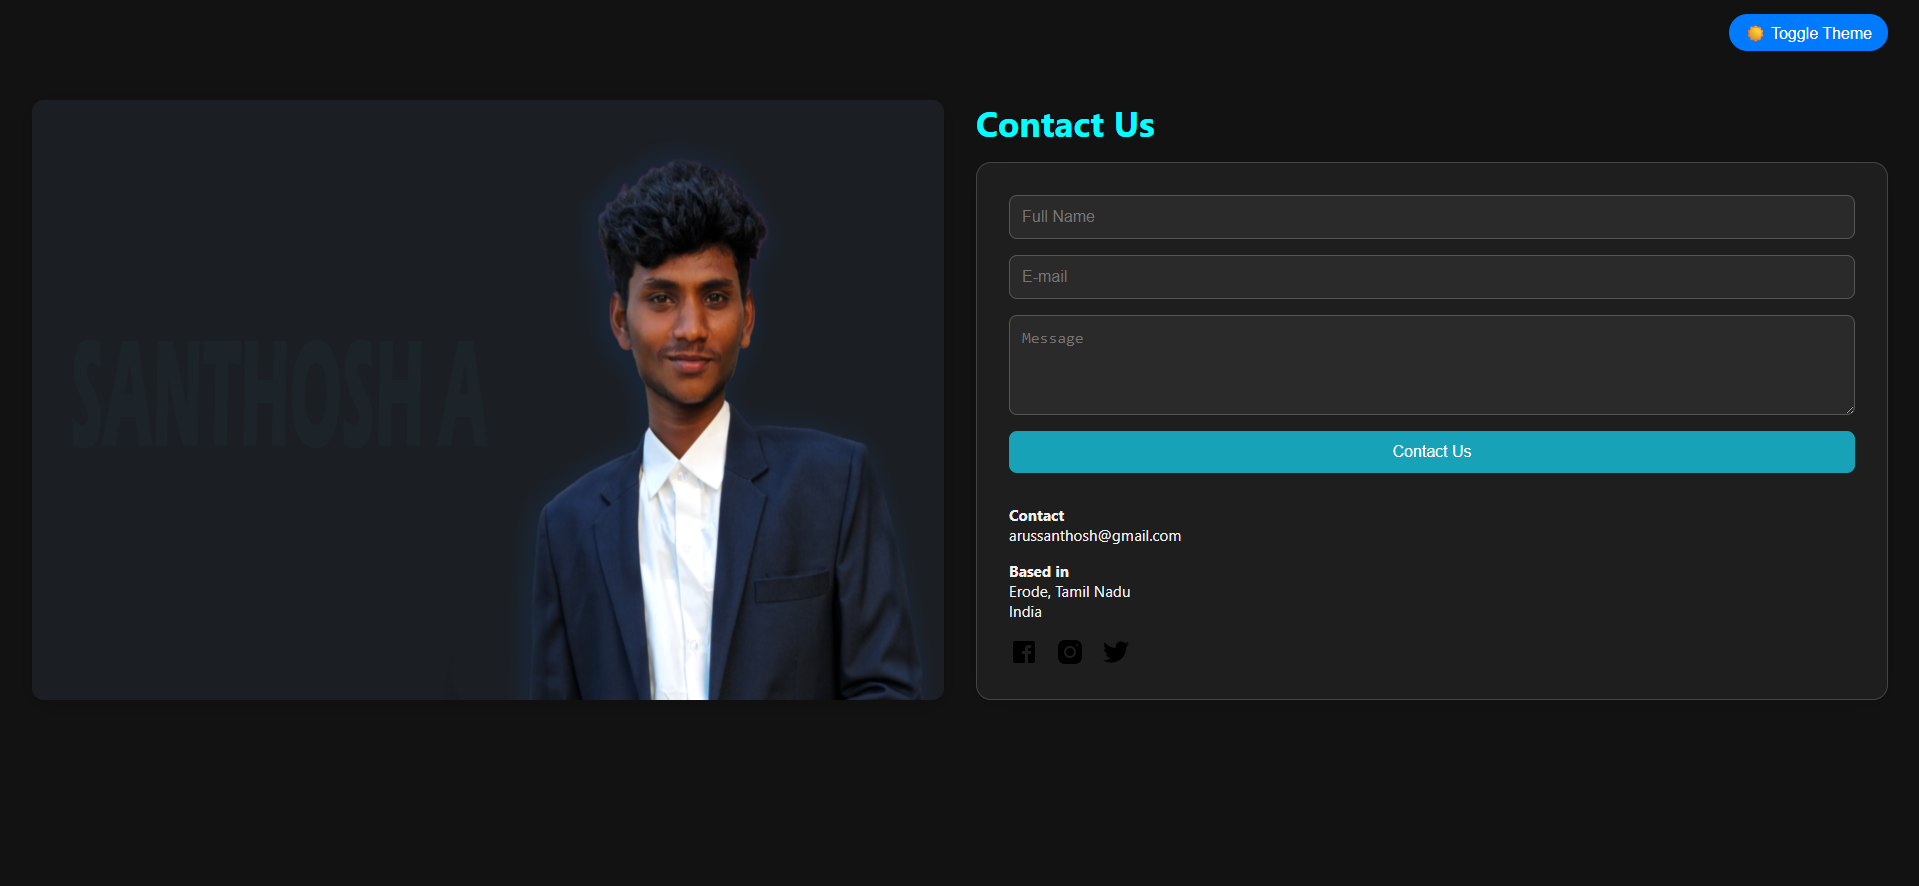 Toggle Theme
SANTHOSH A
Contact Us
Full Name
E-mail
Message
Contact Us
Contact
arussanthosh@gmail.com
Based in
Erode, Tamil Nadu
India